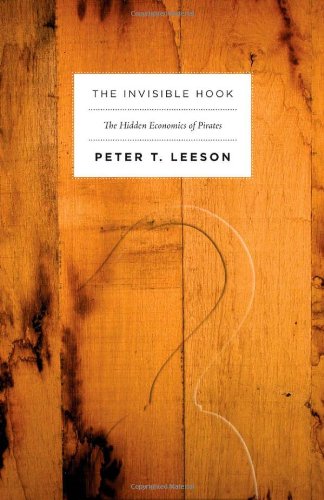 THE INVISIBLE HOOK
The Hidden Economics of Pirates
PETER T. LEESON